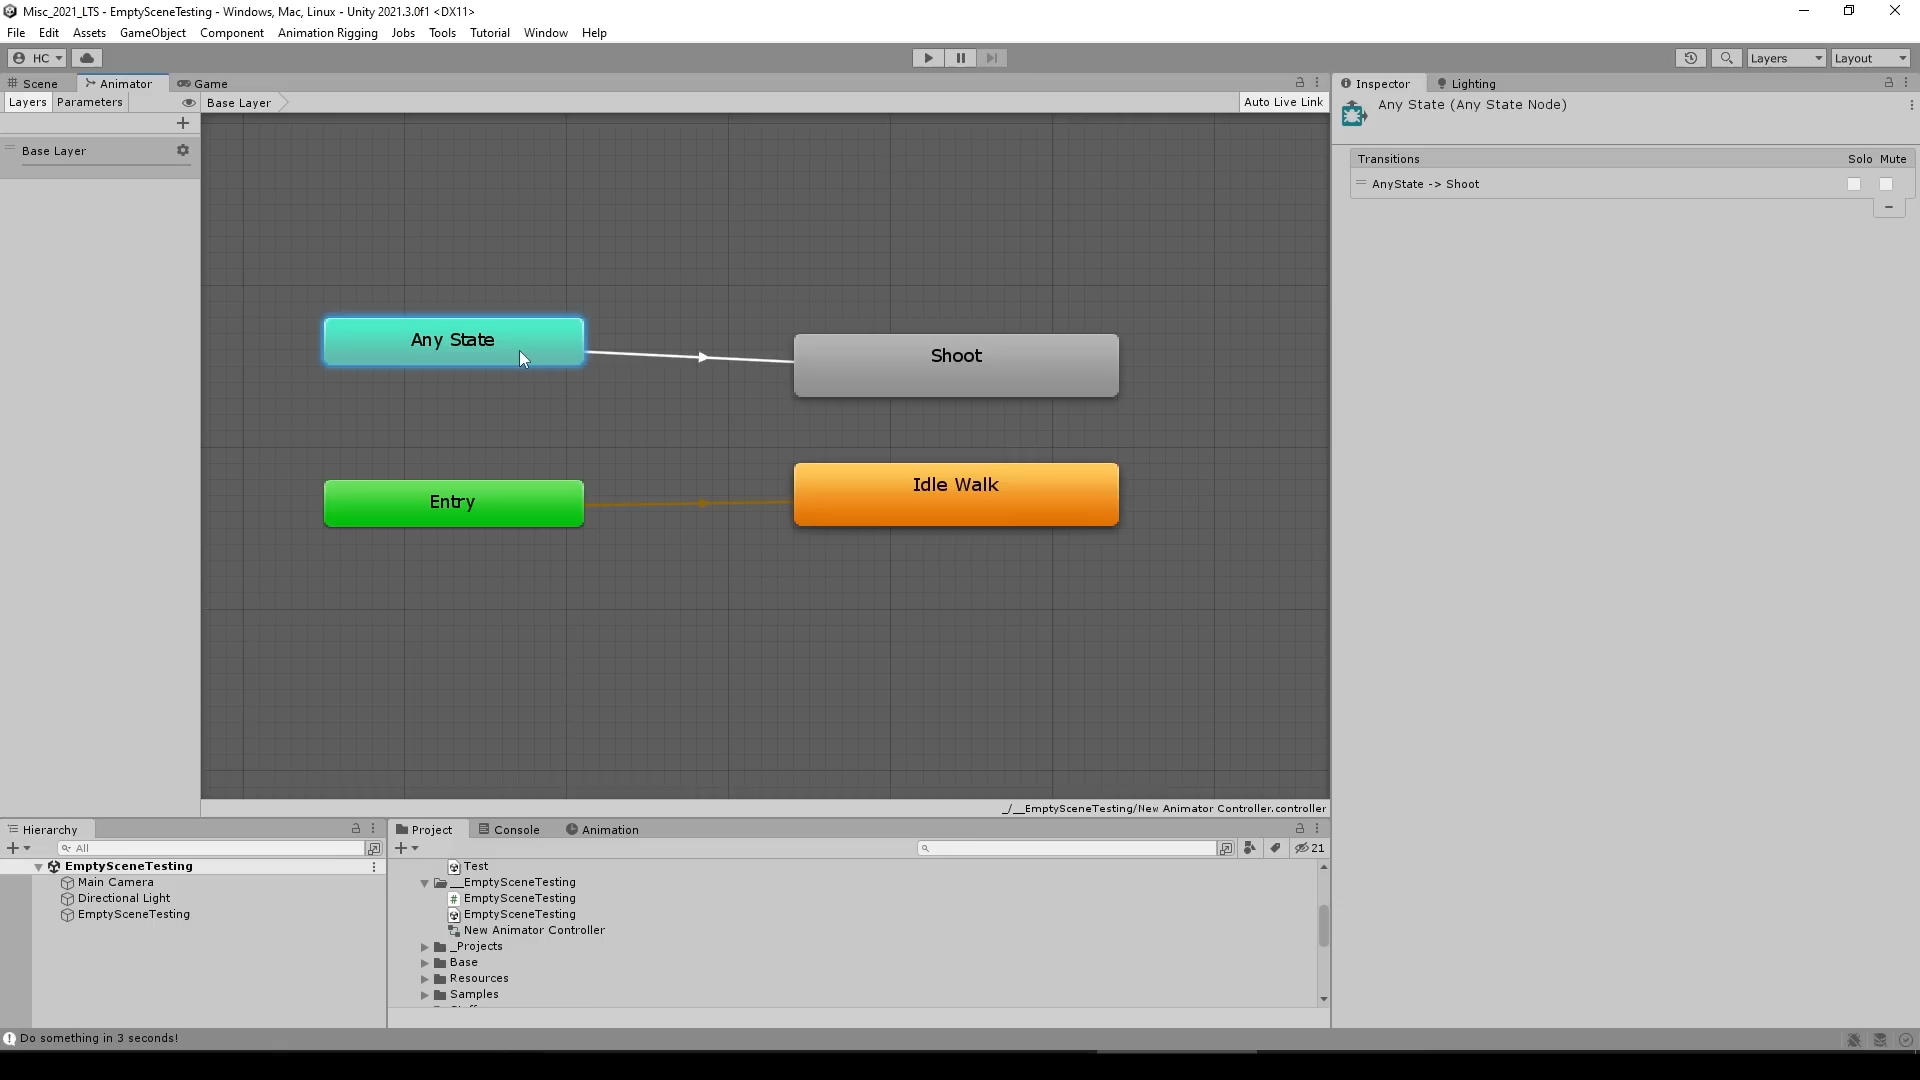 Misc_2021_LTS - EmptySceneTesting - Windows, Mac, Linux - Unity 2021.3.0f1 <DX11>
File Edit Assets GameObject Component Animation Rigging Jobs Tools Tutorial Window Help
HC Layers Layout
Scene Animator Game Inspector Lighting
Layers Parameters Base Layer Auto Live Link Any State (Any State Node)
Base Layer
Transitions Solo Mute
AnyState -> Shoot
Any State
Shoot
Idle Walk
Entry
_/__EmptySceneTesting/New Animator Controller.controller
Hierarchy Project Console Animation
All 21
EmptySceneTesting
Main Camera
Directional Light
EmptySceneTesting
Test
__EmptySceneTesting
EmptySceneTesting
EmptySceneTesting
New Animator Controller
_Projects
Base
Resources
Samples
Do something in 3 seconds!